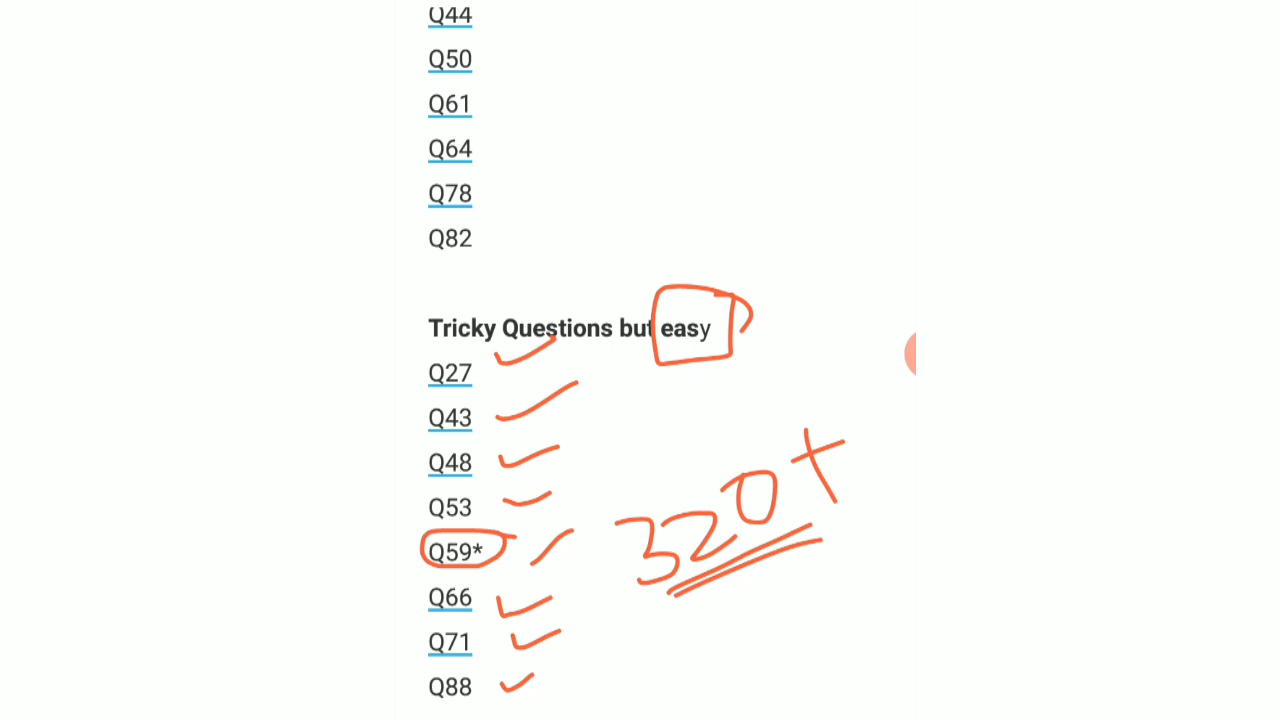 Q44
Q50
Q61
Q64
Q78
Q82
Tricky Questions but easy
Q27
Q43
Q48
Q53
Q59*
320+
Q66
Q71
Q88